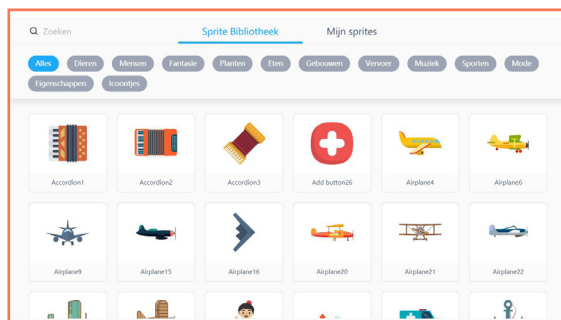 Zoeken
Sprite Bibliotheek
Mijn sprites
Alles Dieren Mensen Fantasie Planten Eten Gebouwen Vervoer Muziek Sporten Mode
Eigenschappen Icoontjes
Accordion1 Accordion2 Accordion3 Add button26 Airplane4 Airplane6
Airplane9 Airplane15 Airplane16 Airplane20 Airplane21 Airplane22